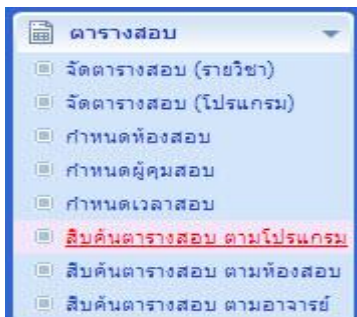 ตารางสอบ
จัดตารางสอบ (รายวิชา)
จัดตารางสอบ (โปรแกรม)
กำหนดห้องสอบ
กำหนดผู้คุมสอบ
กำหนดเวลาสอบ
สืบค้นตารางสอบ ตามโปรแกรม
สืบค้นตารางสอบ ตามห้องสอบ
สืบค้นตารางสอบ ตามอาจารย์